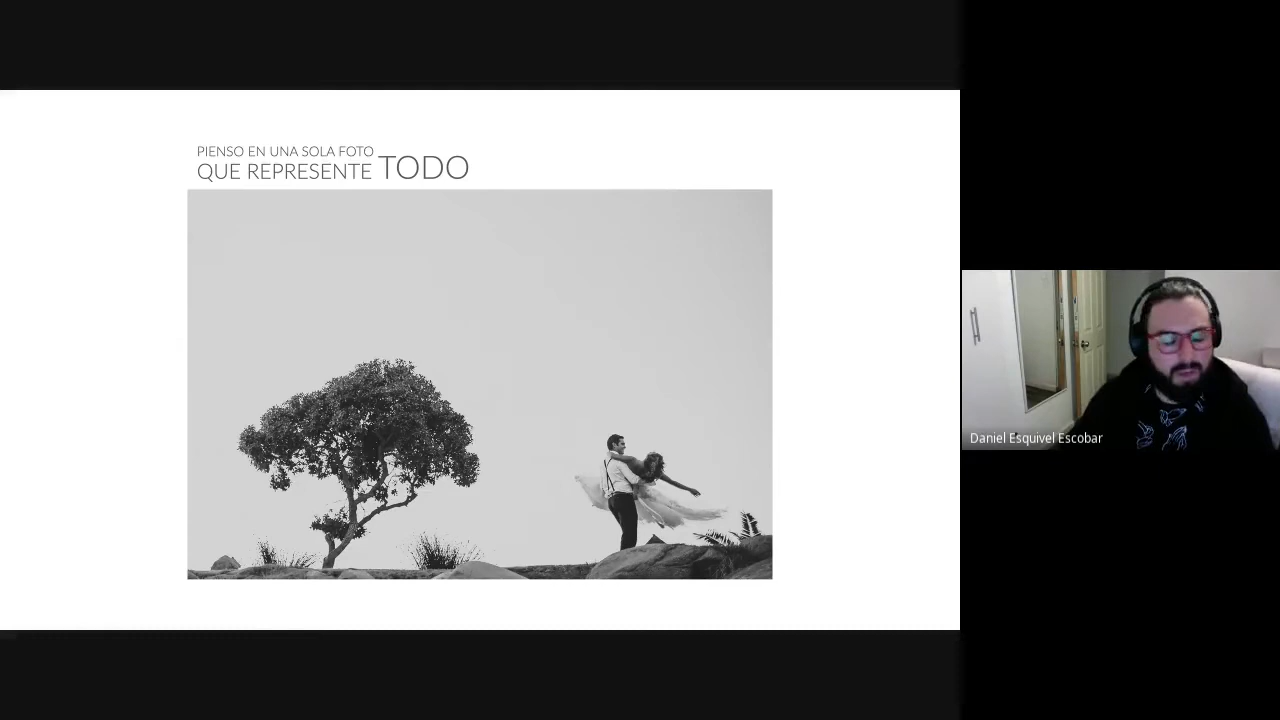 PIENSO EN UNA SOLA FOTO
QUE REPRESENTE TODO
Daniel Esquivel Escobar